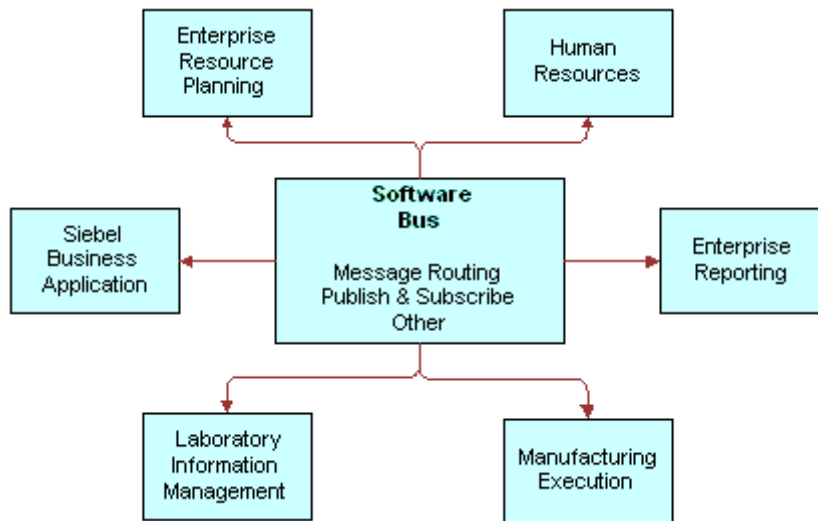 Enterprise
Resource
Planning
Human
Resources
Software
Bus
Message Routing
Publish & Subscribe
Other
Siebel
Business
Application
Enterprise
Reporting
Laboratory
Information
Management
Manufacturing
Execution